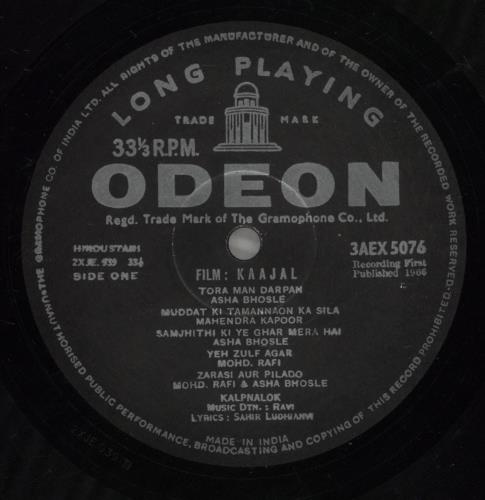 UNAUTHORISED PUBLIC PERFORMANCE, BROADCASTING AND COPYING OF THIS RECORD PROHIBITED. THE GRAMOPHONE CO. OF INDIA LTD. ALL RIGHTS OF THE MANUFACTURER AND OF THE OWNER OF THE RECORDED WORK RESERVED
LONG PLAYING
TRADE MARK
33⅓ R.P.M.
ODEON
Regd. Trade Mark of The Gramophone Co., Ltd.
HINDUSTANI
2XJE. 939 33⅓
SIDE ONE
3AEX 5076
Recording First
Published 1966
FILM : KAAJAL
TORA MAN DARPAN
ASHA BHOSLE
MUDDAT KI TAMANNAON KA SILA
MAHENDRA KAPOOR
SAMJHITHI KI YE GHAR MERA HAI
ASHA BHOSLE
YEH ZULF AGAR
MOHD. RAFI
ZARASI AUR PILADO
MOHD. RAFI & ASHA BHOSLE
KALPNALOK
MUSIC DTN. : RAVI
LYRICS : SAHIR LUDHIANVI
MADE IN INDIA